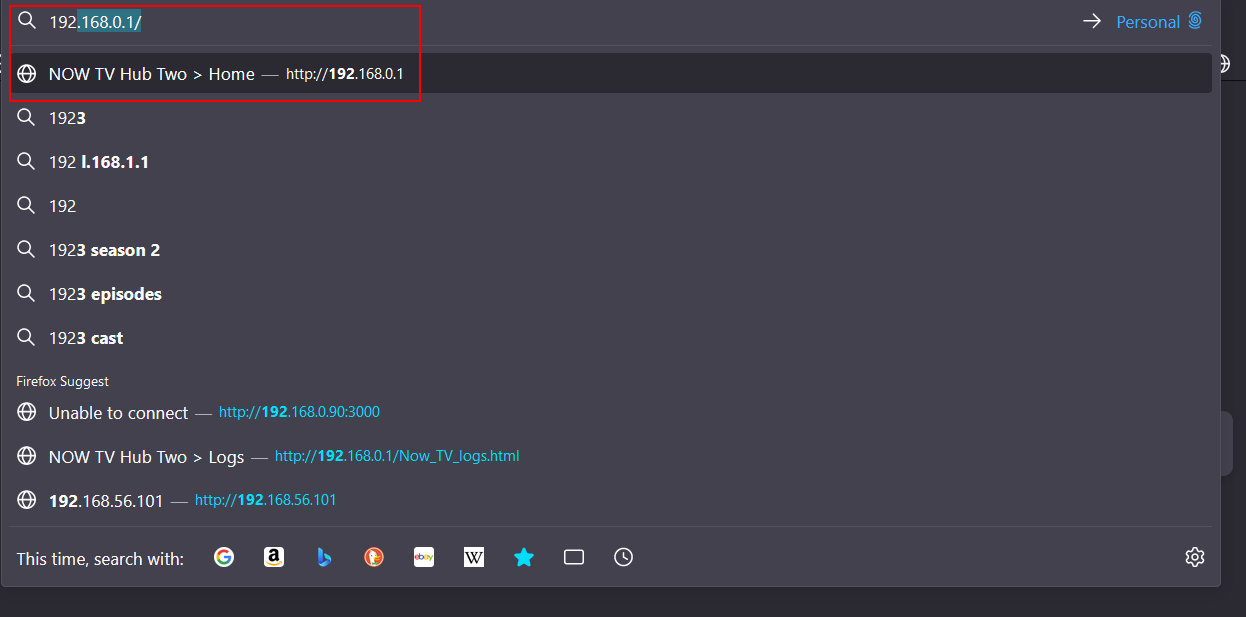 192.168.0.1/
Personal
NOW TV Hub Two > Home — http://192.168.0.1
1923
192 l.168.1.1
192
1923 season 2
1923 episodes
1923 cast
Firefox Suggest
Unable to connect — http://192.168.0.90:3000
NOW TV Hub Two > Logs — http://192.168.0.1/Now_TV_logs.html
192.168.56.101 — http://192.168.56.101
This time, search with: G a ebay W